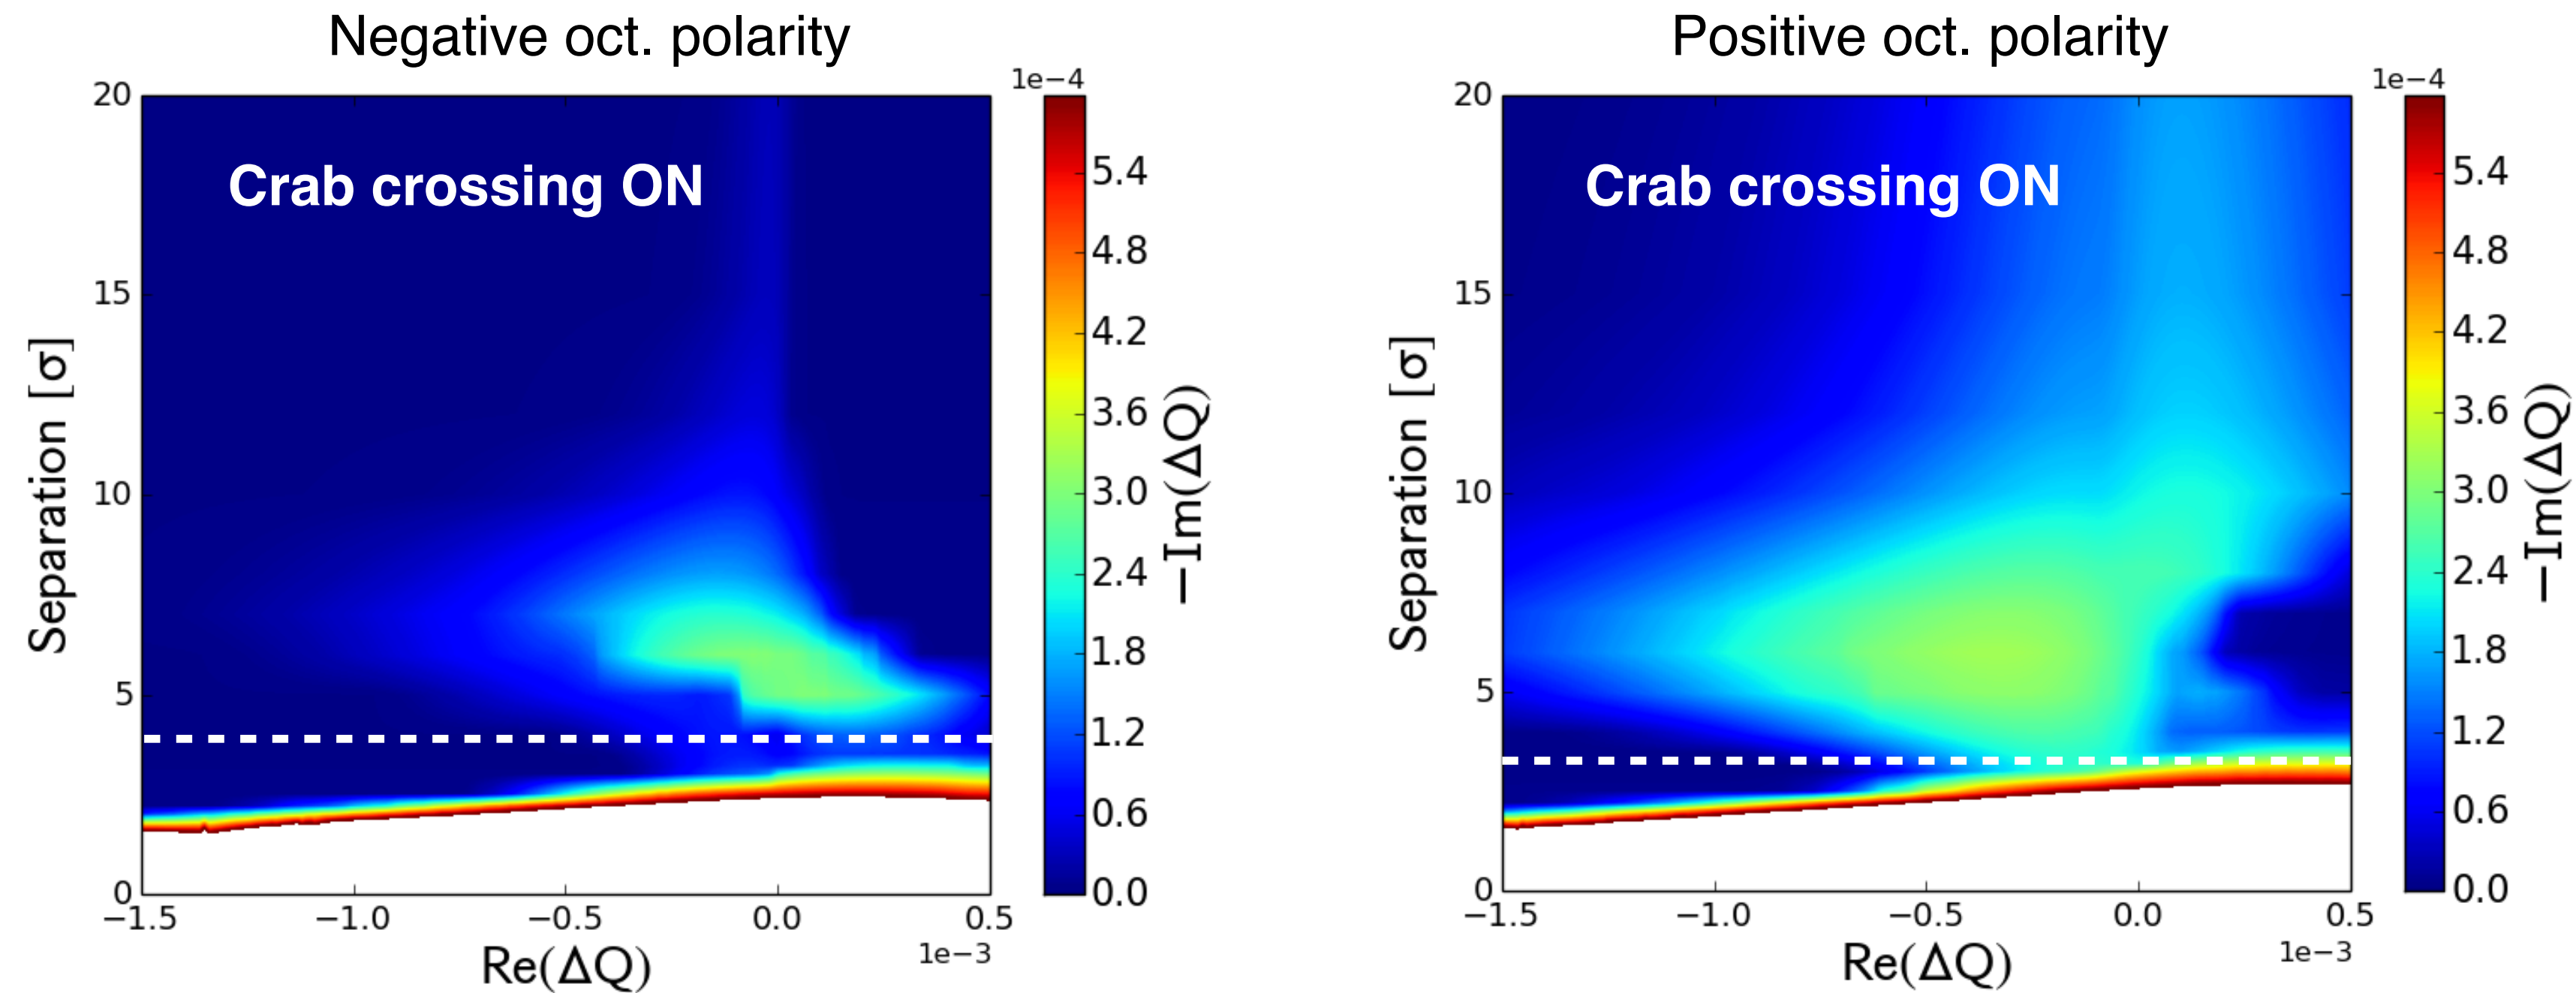 Negative oct. polarity
1e−4
20
15
10
5
0
Separation [σ]
Crab crossing ON
−1.5
−1.0
−0.5
0.0
0.5
1e−3
Re(ΔQ)
5.4
4.8
4.2
3.6
3.0
2.4
1.8
1.2
0.6
0.0
−Im(ΔQ)
Positive oct. polarity
1e−4
20
15
10
5
0
Separation [σ]
Crab crossing ON
−1.5
−1.0
−0.5
0.0
0.5
1e−3
Re(ΔQ)
5.4
4.8
4.2
3.6
3.0
2.4
1.8
1.2
0.6
0.0
−Im(ΔQ)